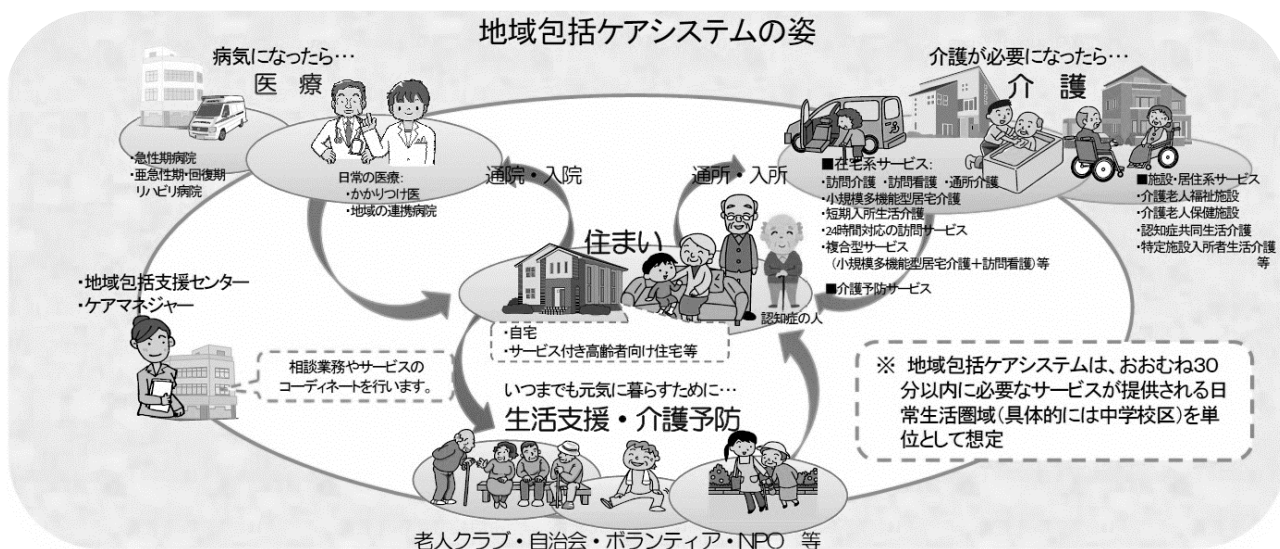 地域包括ケアシステムの姿
病気になったら…
医 療
・急性期病院
・亜急性期・回復期
リハビリ病院
日常の医療:
・かかりつけ医
・地域の連携病院
通院・入院
通所・入所
介護が必要になったら…
介 護
■在宅系サービス:
・訪問介護 ・訪問看護 ・通所介護
・小規模多機能型居宅介護
・短期入所生活介護
・24時間対応の訪問サービス
・複合型サービス
(小規模多機能型居宅介護+訪問看護)等
■介護予防サービス
■施設・居住系サービス
・介護老人福祉施設
・介護老人保健施設
・認知症共同生活介護
・特定施設入所者生活介護
等
住まい
認知症の人
・自宅
・サービス付き高齢者向け住宅等
・地域包括支援センター
・ケアマネジャー
相談業務やサービスの
コーディネートを行います。
いつまでも元気に暮らすために…
生活支援・介護予防
老人クラブ・自治会・ボランティア・NPO 等
※ 地域包括ケアシステムは、おおむね30
分以内に必要なサービスが提供される日
常生活圏域(具体的には中学校区)を単
位として想定